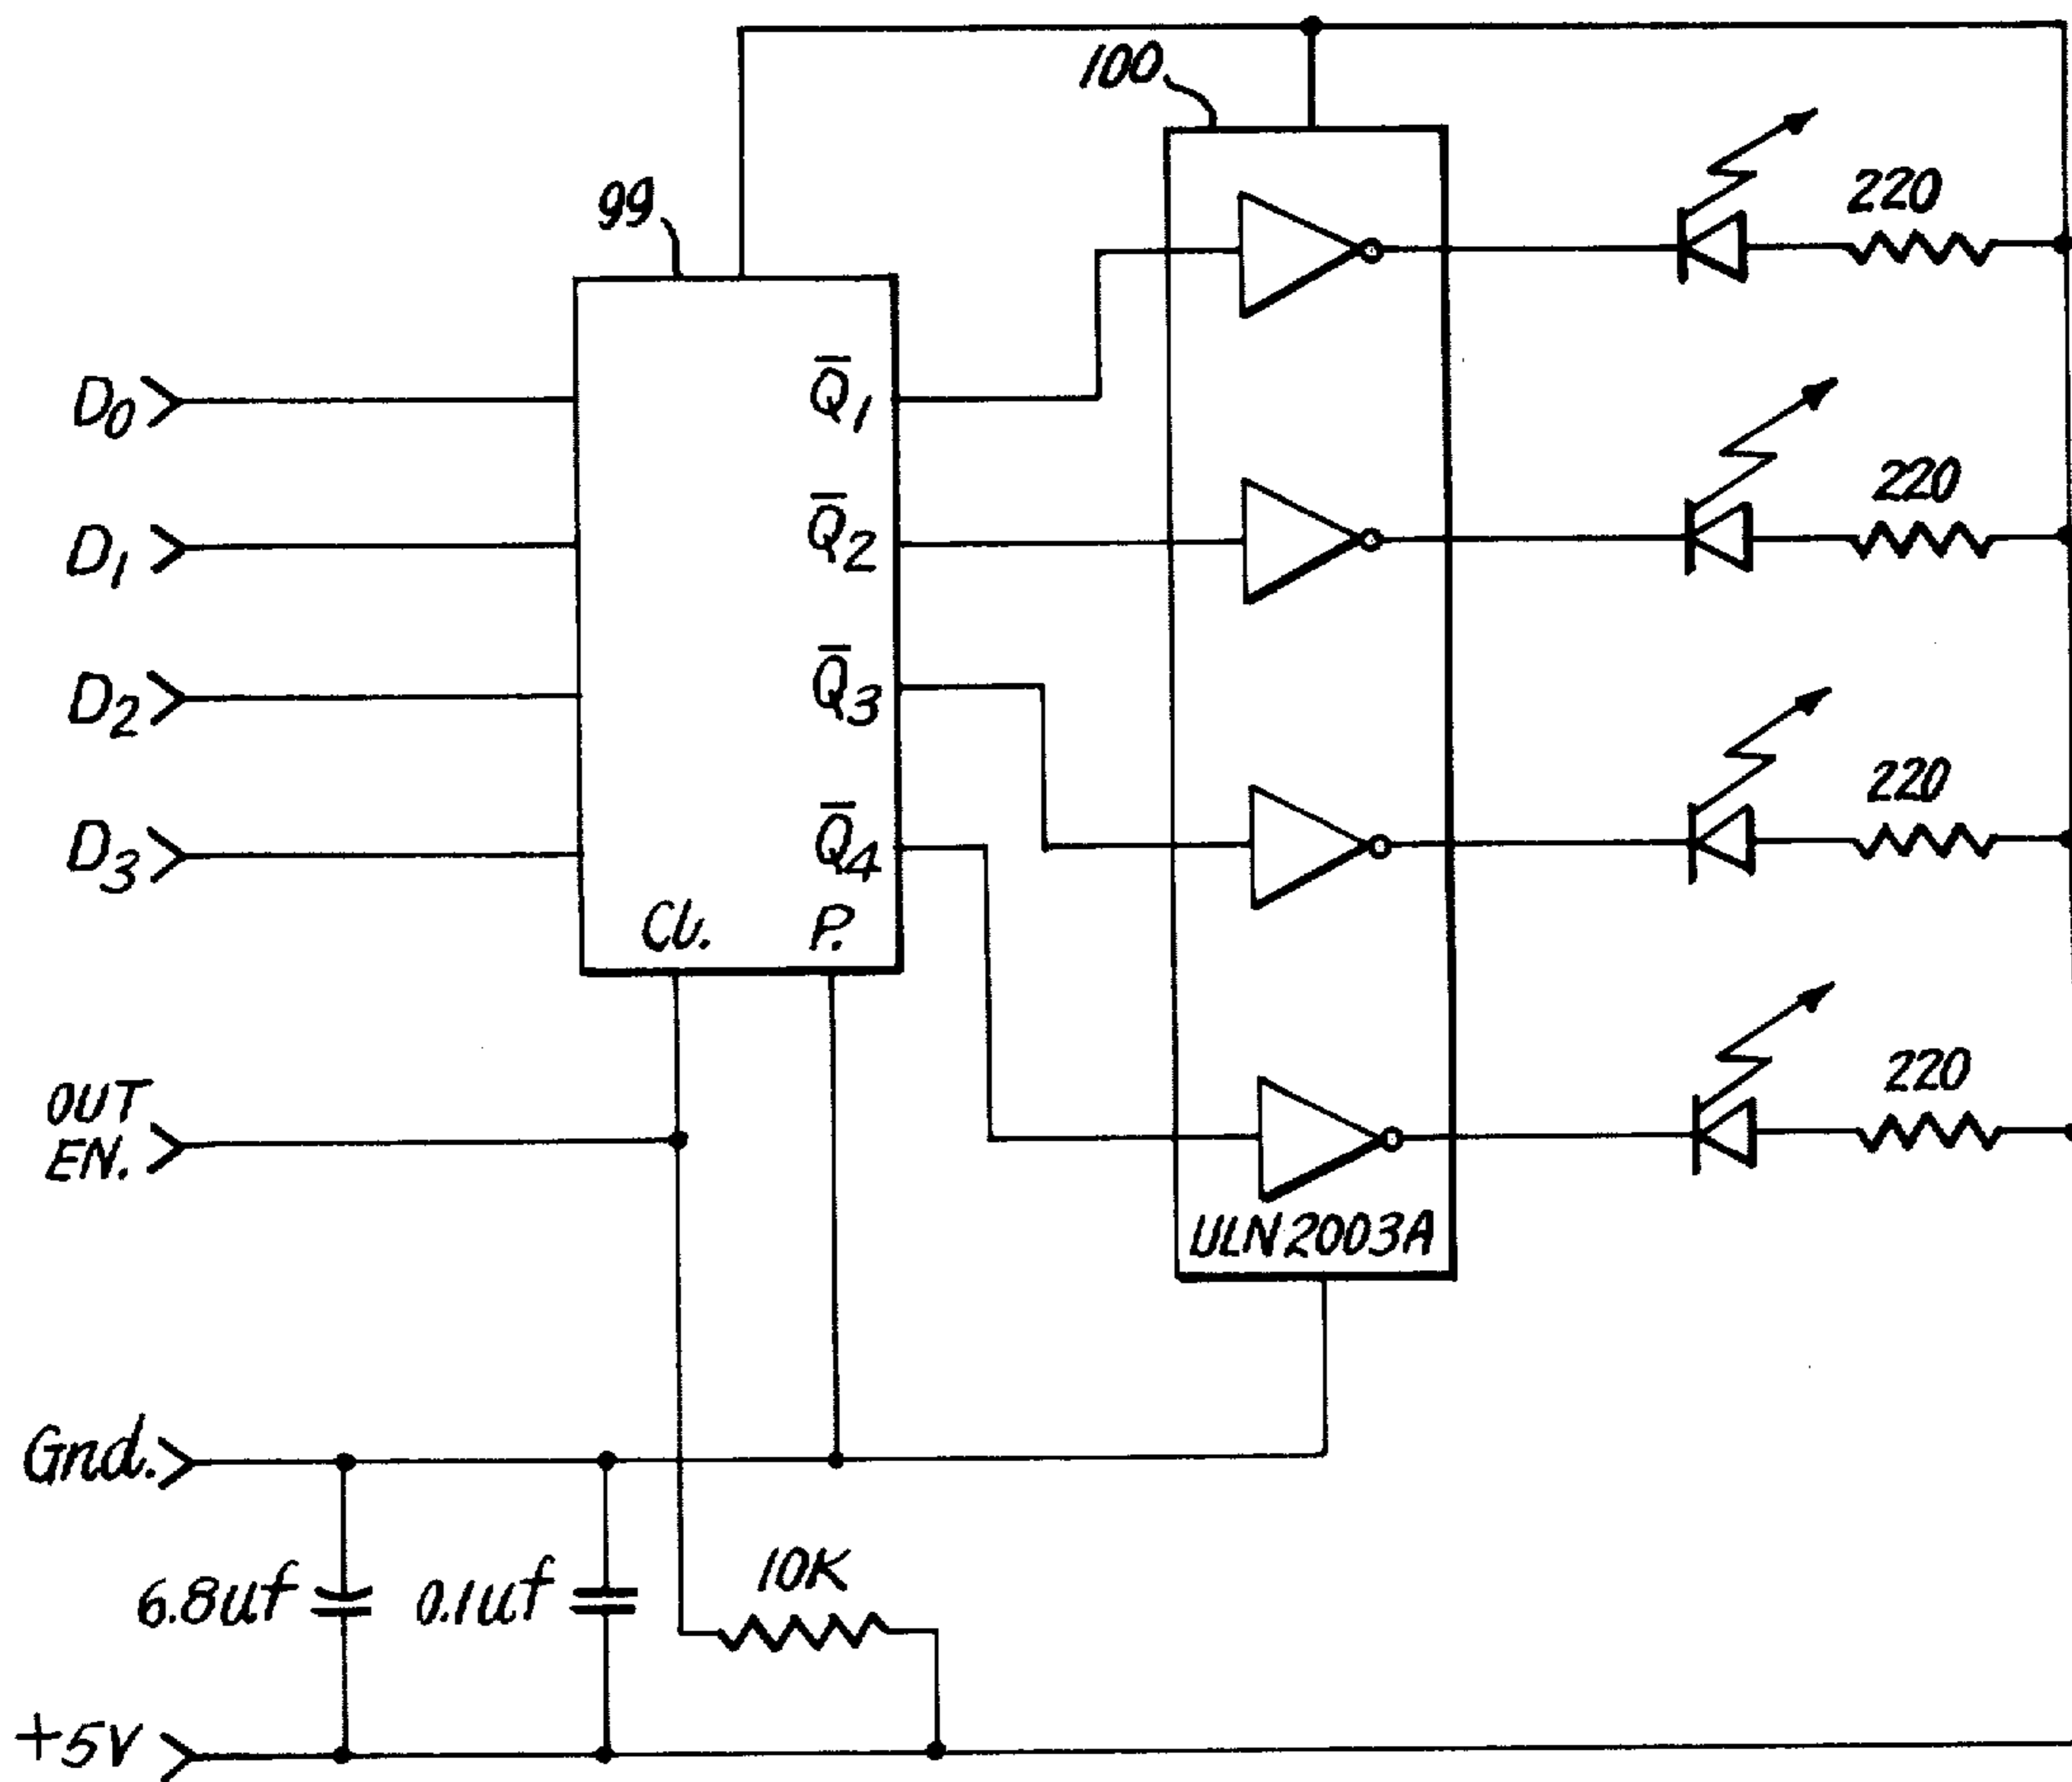 100
99
220
D0
Q̅1
D1
Q̅2
220
D2
Q̅3
220
D3
Q̅4
CL.
P.
OUT
EN.
220
ULN2003A
Gnd.
6.8uf
0.1uf
10K
+5V